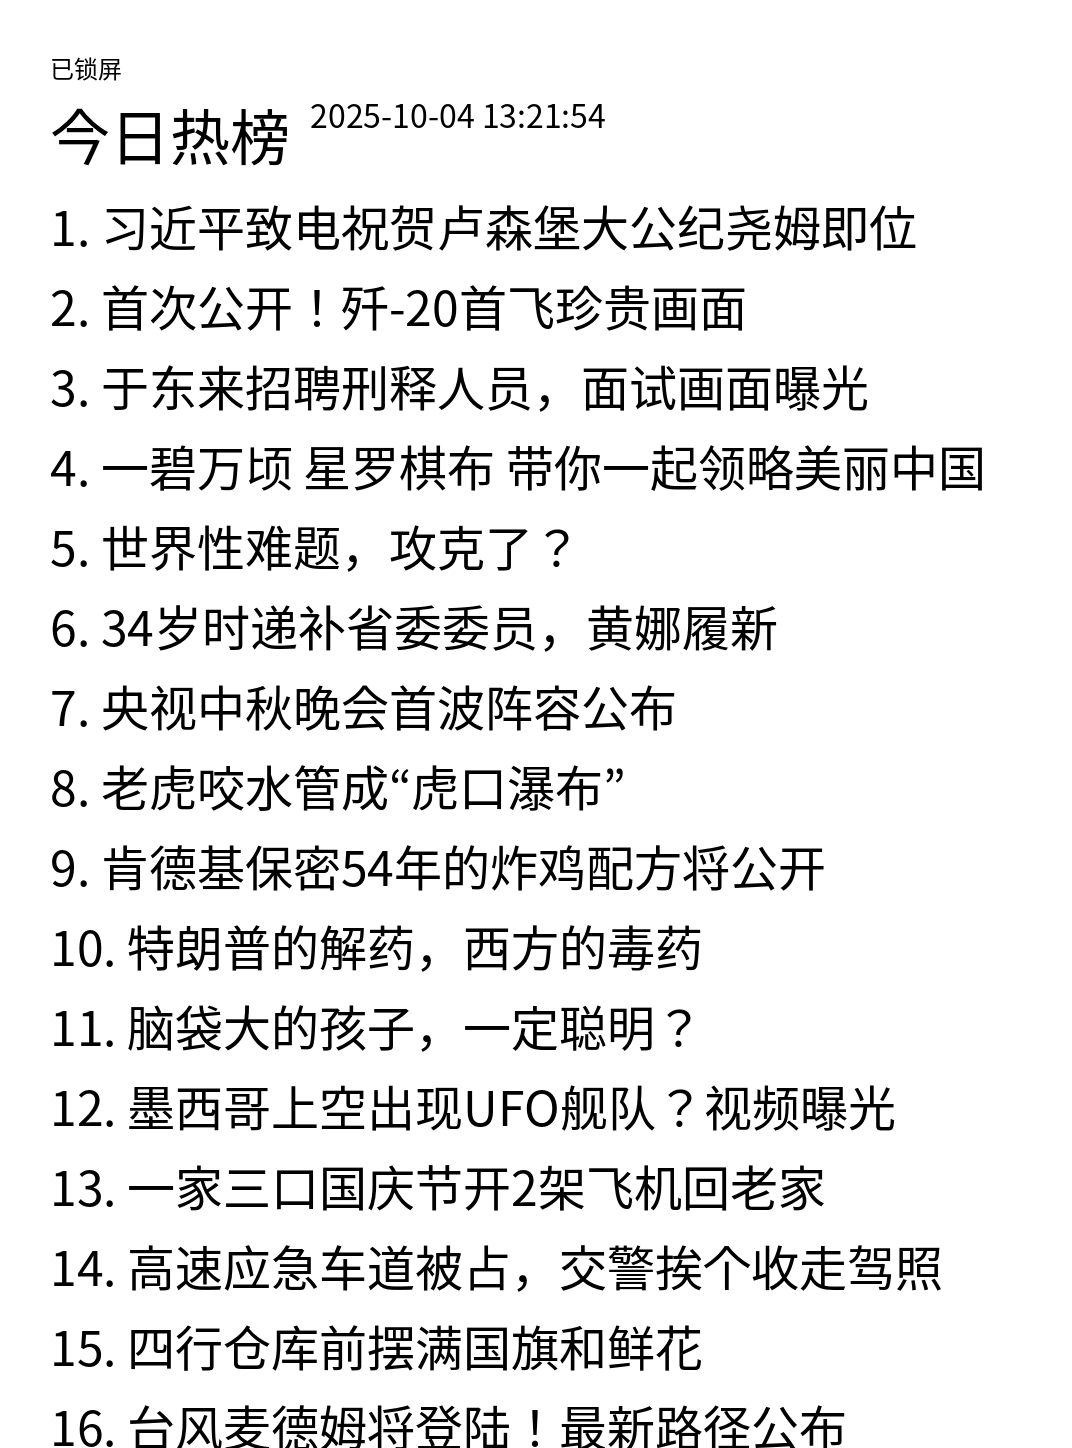 已锁屏
今日热榜 2025-10-04 13:21:54
1. 习近平致电祝贺卢森堡大公纪尧姆即位
2. 首次公开！歼-20首飞珍贵画面
3. 于东来招聘刑释人员，面试画面曝光
4. 一碧万顷 星罗棋布 带你一起领略美丽中国
5. 世界性难题，攻克了？
6. 34岁时递补省委委员，黄娜履新
7. 央视中秋晚会首波阵容公布
8. 老虎咬水管成“虎口瀑布”
9. 肯德基保密54年的炸鸡配方将公开
10. 特朗普的解药，西方的毒药
11. 脑袋大的孩子，一定聪明？
12. 墨西哥上空出现UFO舰队？视频曝光
13. 一家三口国庆节开2架飞机回老家
14. 高速应急车道被占，交警挨个收走驾照
15. 四行仓库前摆满国旗和鲜花
16. 台风麦德姆将登陆！最新路径公布